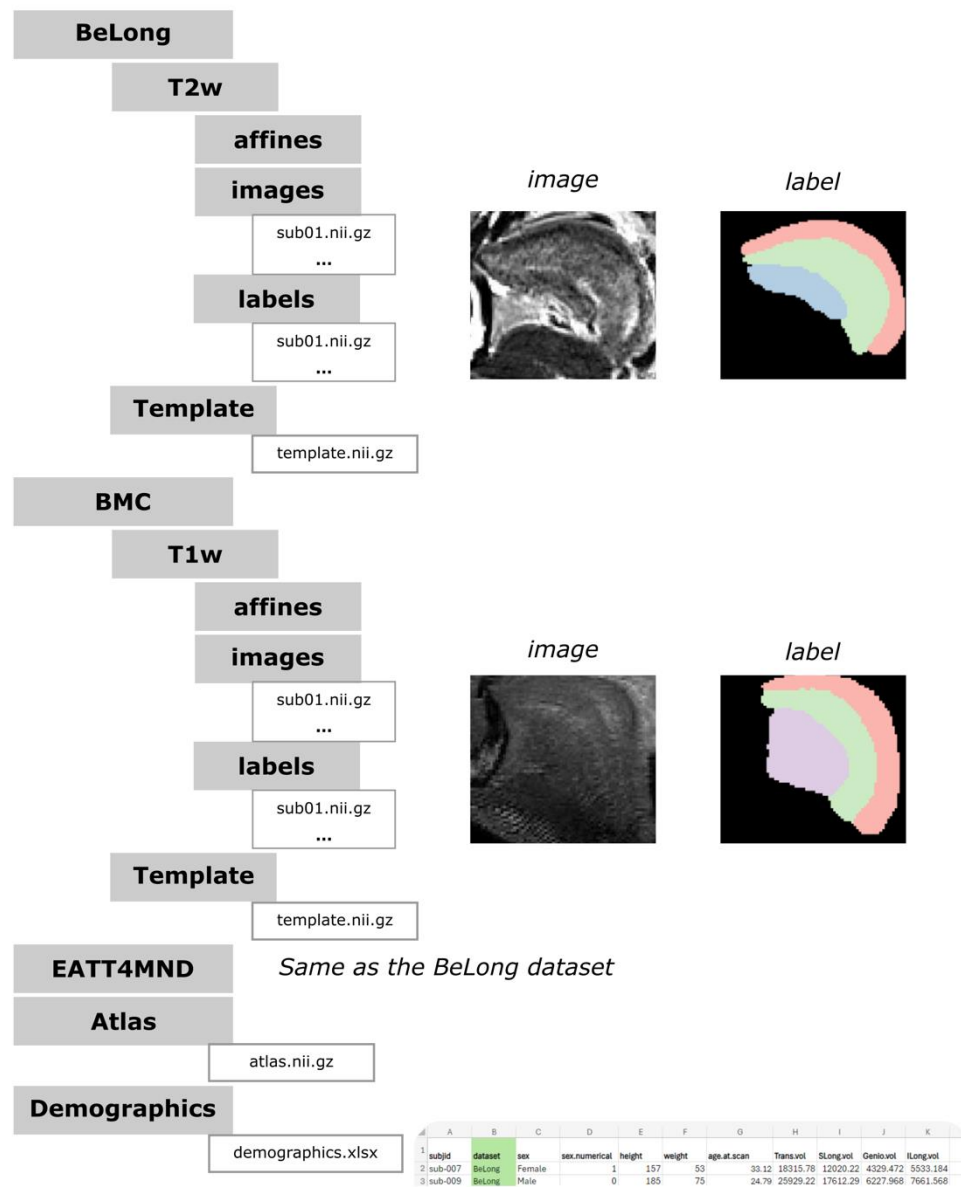 BeLong
T2w
affines
images
sub01.nii.gz
...
labels
sub01.nii.gz
...
Template
template.nii.gz
image
label
BMC
T1w
affines
images
sub01.nii.gz
...
labels
sub01.nii.gz
...
Template
template.nii.gz
image
label
EATT4MND
Same as the BeLong dataset
Atlas
atlas.nii.gz
Demographics
demographics.xlsx
A B C D E F G H I J K
1 subjid dataset sex sex.numerical height weight age.at.scan Trans.vol SLong.vol Genio.vol ILong.vol
2 sub-007 BeLong Female 1 157 53 33.12 18315.78 12020.22 4329.472 5533.184
3 sub-009 BeLong Male 0 185 75 24.79 25929.22 17612.29 6227.968 7661.568